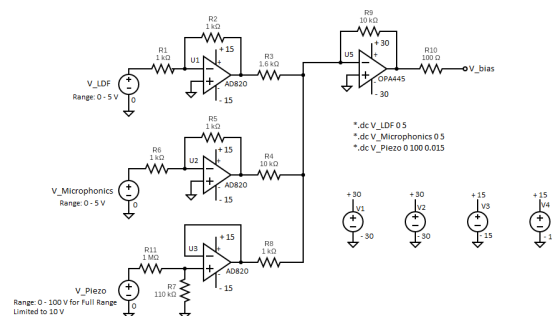 R1
1 kΩ
R2
1 kΩ
U1
+ 15
AD820
- 15
R3
1.6 kΩ
V_LDF
0
Range: 0 - 5 V
R9
10 kΩ
U5
+ 30
OPA445
- 30
R10
100 Ω
V_bias
*.dc V_LDF 0 5
*.dc V_Microphonics 0 5
*.dc V_Piezo 0 100 0.015
R6
1 kΩ
R5
1 kΩ
U2
+ 15
AD820
- 15
R4
10 kΩ
V_Microphonics
0
Range: 0 - 5 V
+ 30
V1
- 30
+ 30
V2
- 30
+ 15
V3
- 15
+ 15
V4
- 1
U3
+ 15
AD820
- 15
R8
1 kΩ
R11
1 MΩ
R7
110 kΩ
V_Piezo
0
Range: 0 - 100 V for Full Range
Limited to 10 V